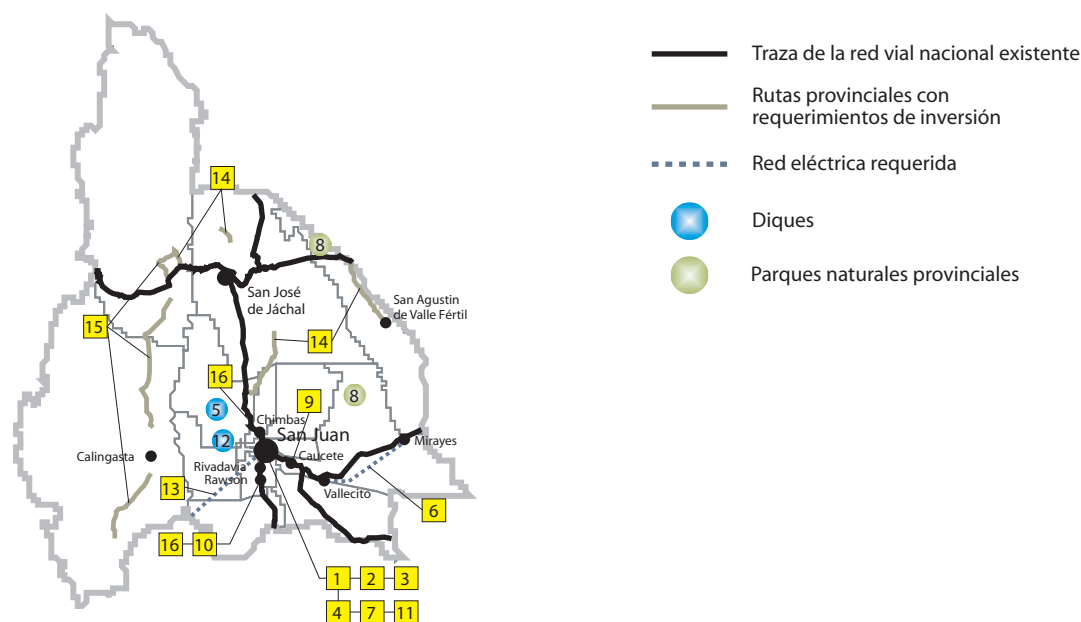 Traza de la red vial nacional existente
Rutas provinciales con
requerimientos de inversión
Red eléctrica requerida
Diques
Parques naturales provinciales
14
8
San José
de Jáchal
San Agustin
de Valle Fértil
15
14
16
9
8
5
Chimbas
12
San Juan
Mirayes
Calingasta
Caucete
Rivadavia
Rawson
13
Vallecito
6
16
10
1
2
3
4
7
11